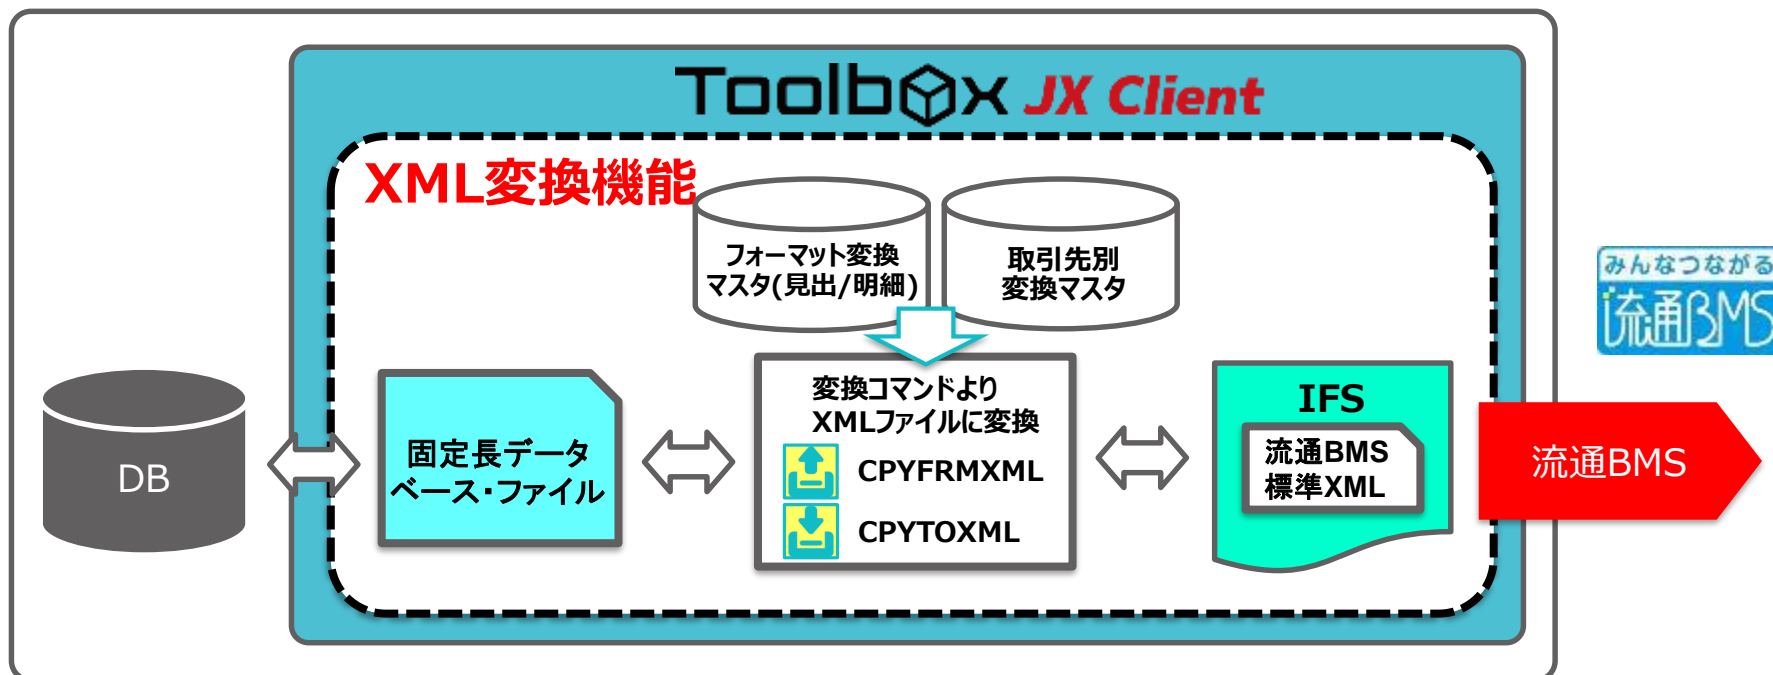 Toolbox JX Client
XML変換機能
フォーマット変換
マスタ(見出/明細)
取引先別
変換マスタ
みんなつながる
流通BMS
DB
固定長データ
ベース・ファイル
変換コマンドより
XMLファイルに変換
CPYFRMXML
CPYTOXML
IFS
流通BMS
標準XML
流通BMS